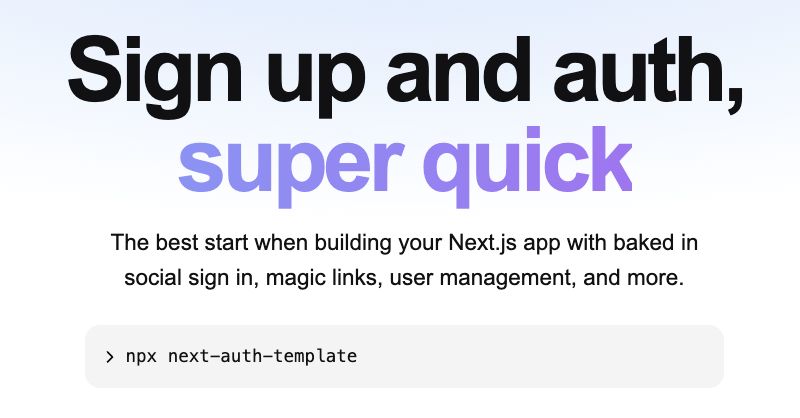 Sign up and auth,
super quick
The best start when building your Next.js app with baked in
social sign in, magic links, user management, and more.
> npx next-auth-template